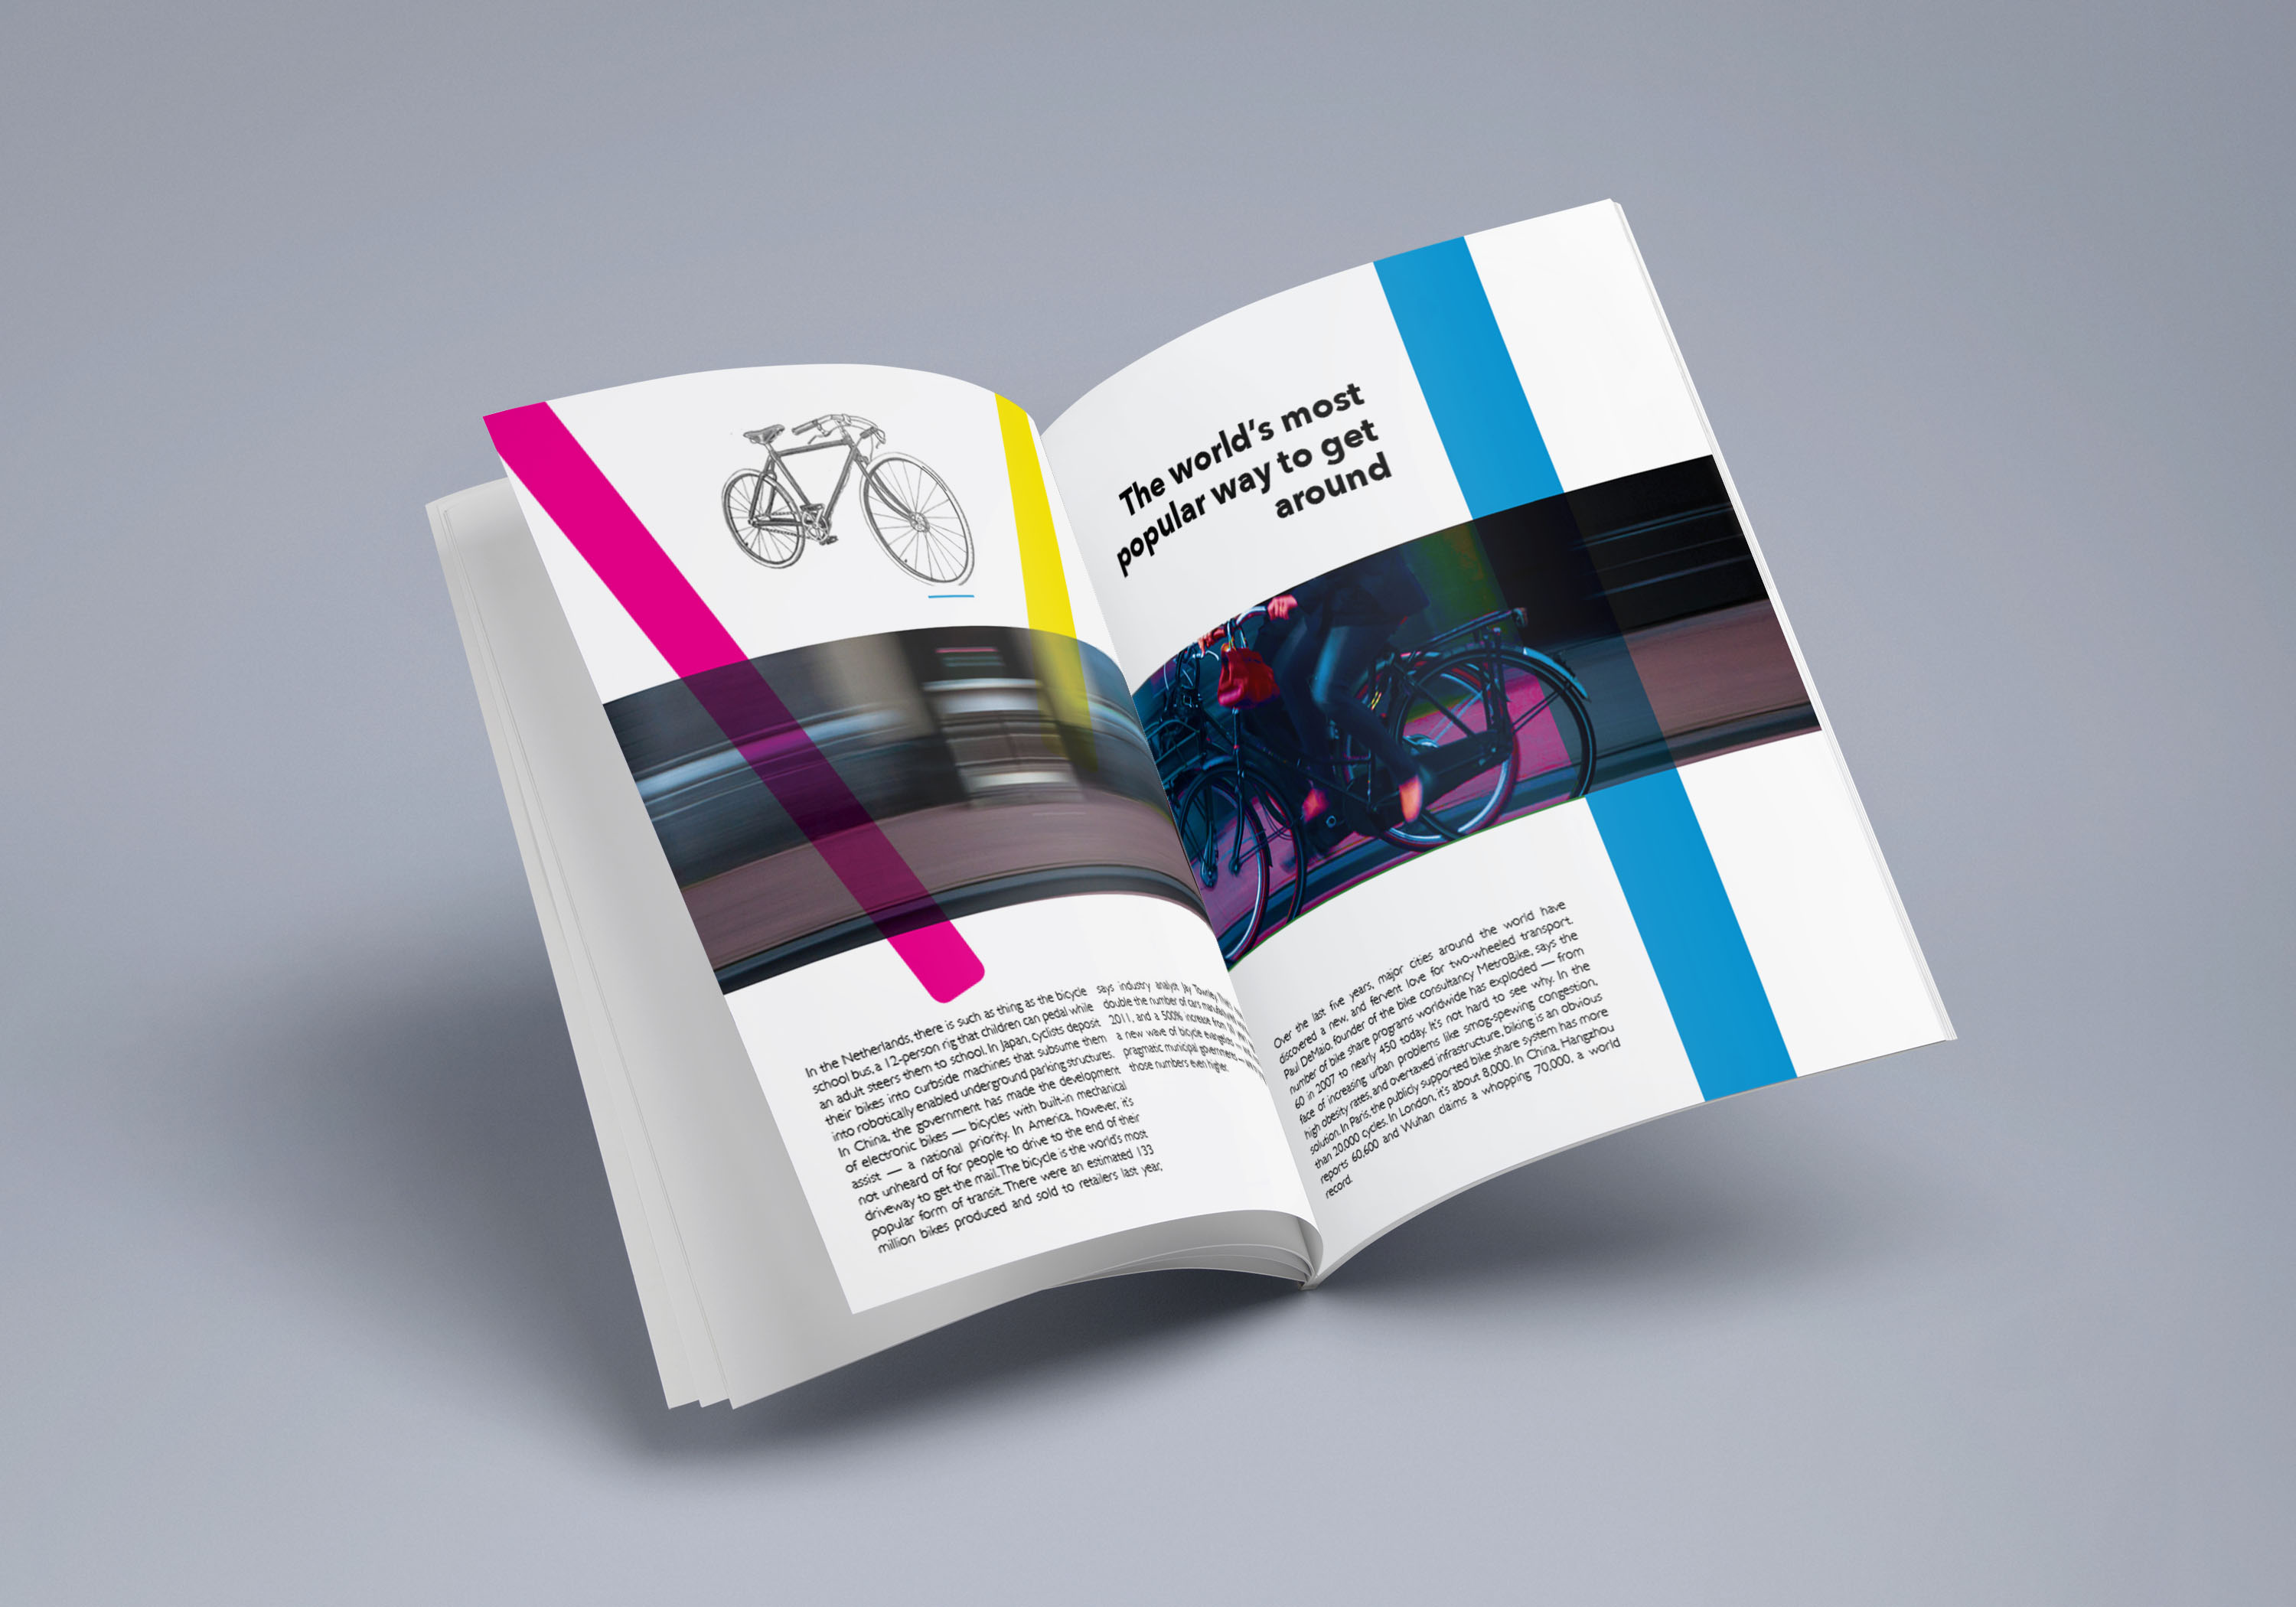 The world's most
popular way to get
around
In the Netherlands, there is such as thing as the bicycle
school bus, a 12-person rig that children can pedal while
an adult steers them to school. In Japan, cyclists deposit
their bikes into curbside machines that subsume them
into robotically enabled underground parking structures.
In China, the government has made the development
of electronic bikes — bicycles with built-in mechanical
assist — a national priority. In America, however, it's
not unheard of for people to drive to the end of their
driveway to get the mail.The bicycle is the world's most
popular form of transit. There were an estimated 133
million bikes produced and sold to retailers last year,
says industry analyst Jay Townley. That's
double the number of cars manufactured
2011, and a 500% increase from
a new wave of bicycle evangelists
pragmatic municipal governments
those numbers even higher.
Over the last five years, major cities around the world have
discovered a new, and fervent love for two-wheeled transport.
Paul DeMaio, founder of the bike consultancy MetroBike, says the
number of bike share programs worldwide has exploded — from
60 in 2007 to nearly 450 today. It's not hard to see why. In the
face of increasing urban problems like smog-spewing congestion,
high obesity rates, and overtaxed infrastructure, biking is an obvious
solution. In Paris, the publicly supported bike share system has more
than 20,000 cycles. In London, it's about 8,000. In China, Hangzhou
reports 60,600 and Wuhan claims a whopping 70,000, a world
record.